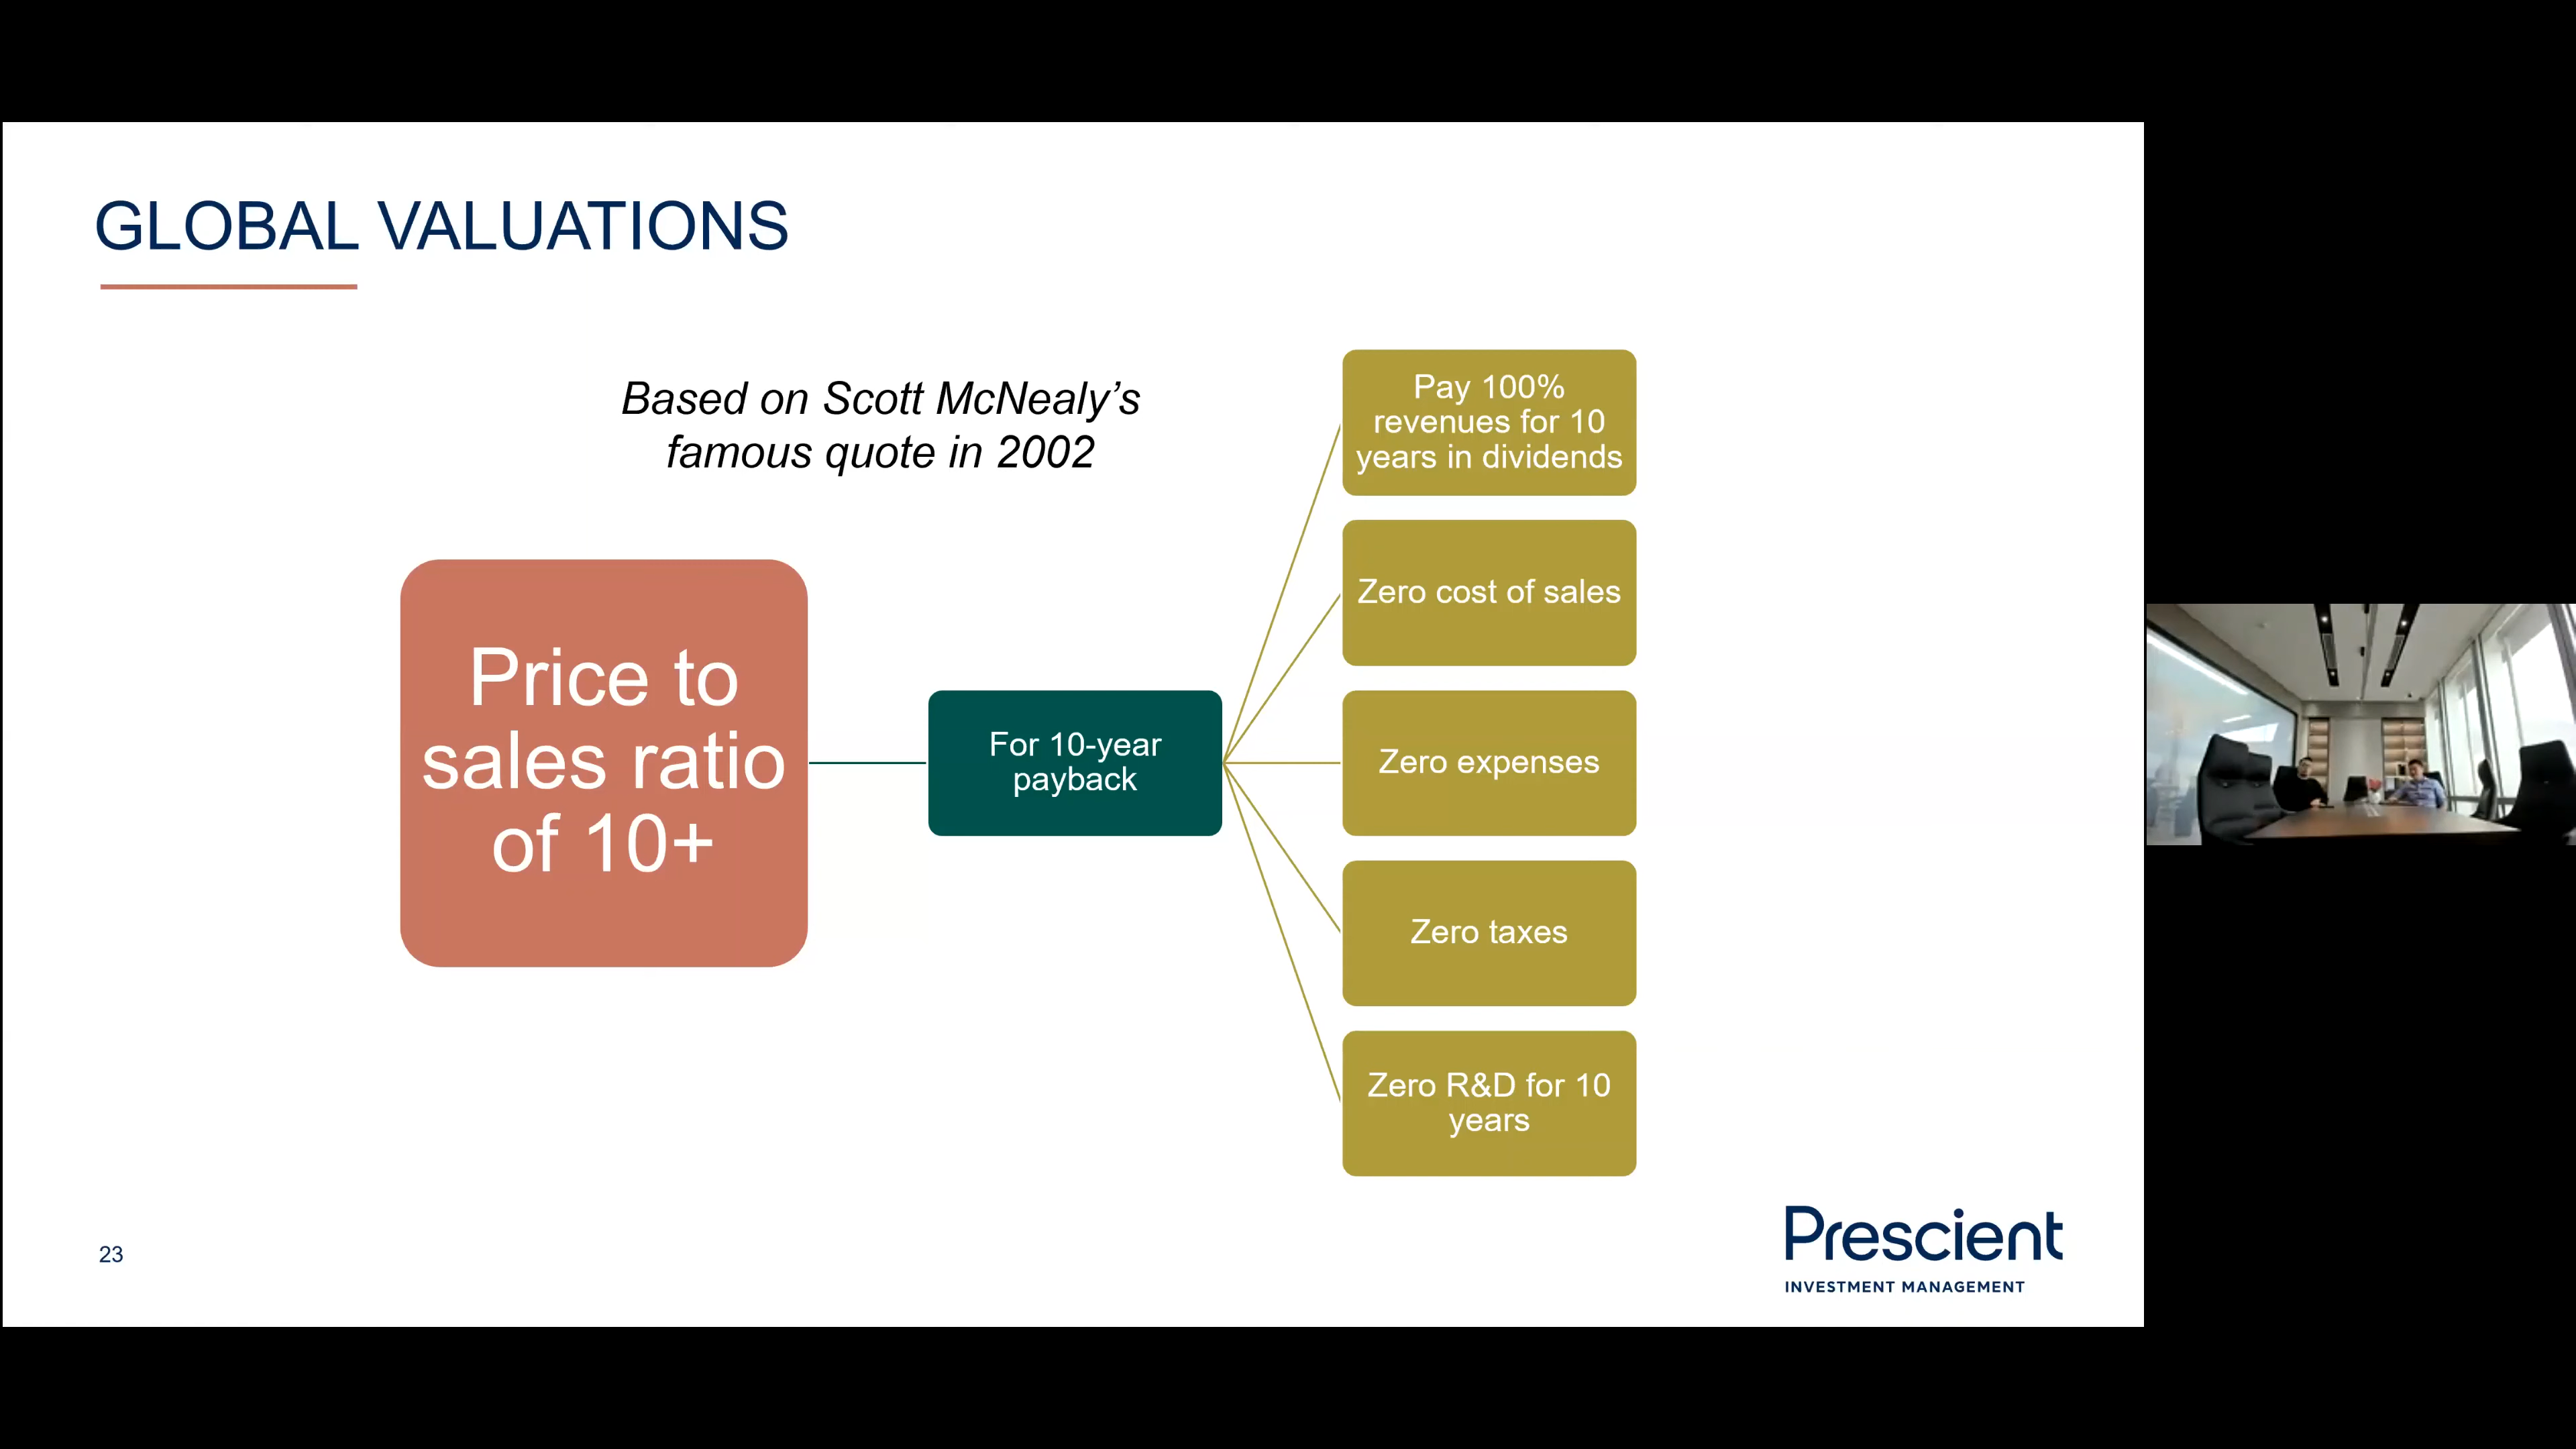 GLOBAL VALUATIONS
Based on Scott McNealy’s
famous quote in 2002
Price to
sales ratio
of 10+
For 10-year
payback
Pay 100%
revenues for 10
years in dividends
Zero cost of sales
Zero expenses
Zero taxes
Zero R&D for 10
years
23
Prescient
INVESTMENT MANAGEMENT